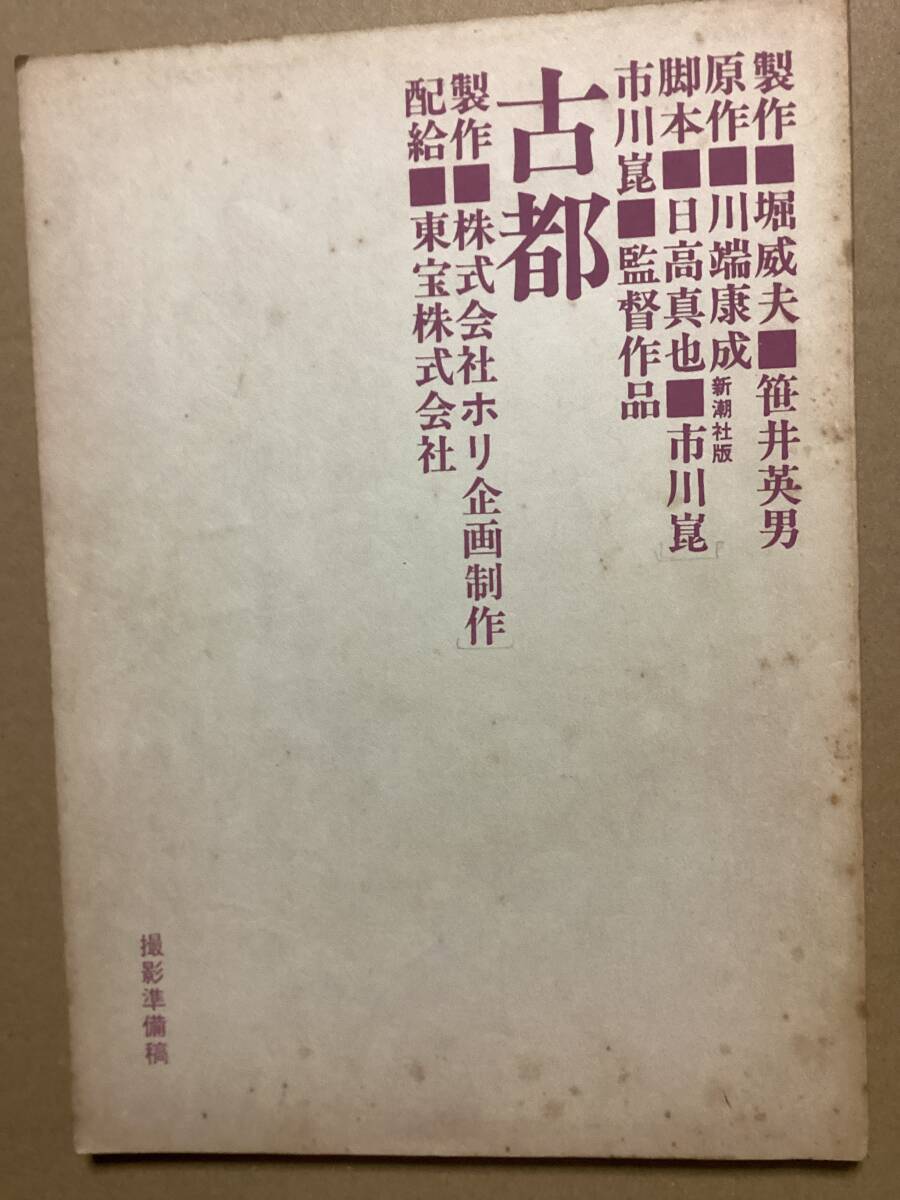 製作■堀威夫■笹井英男
原作■川端康成 新潮社版
脚本■日高真也■市川崑
市川崑■監督作品
古都
製作■株式会社ホリ企画制作
配給■東宝株式会社
撮影準備稿